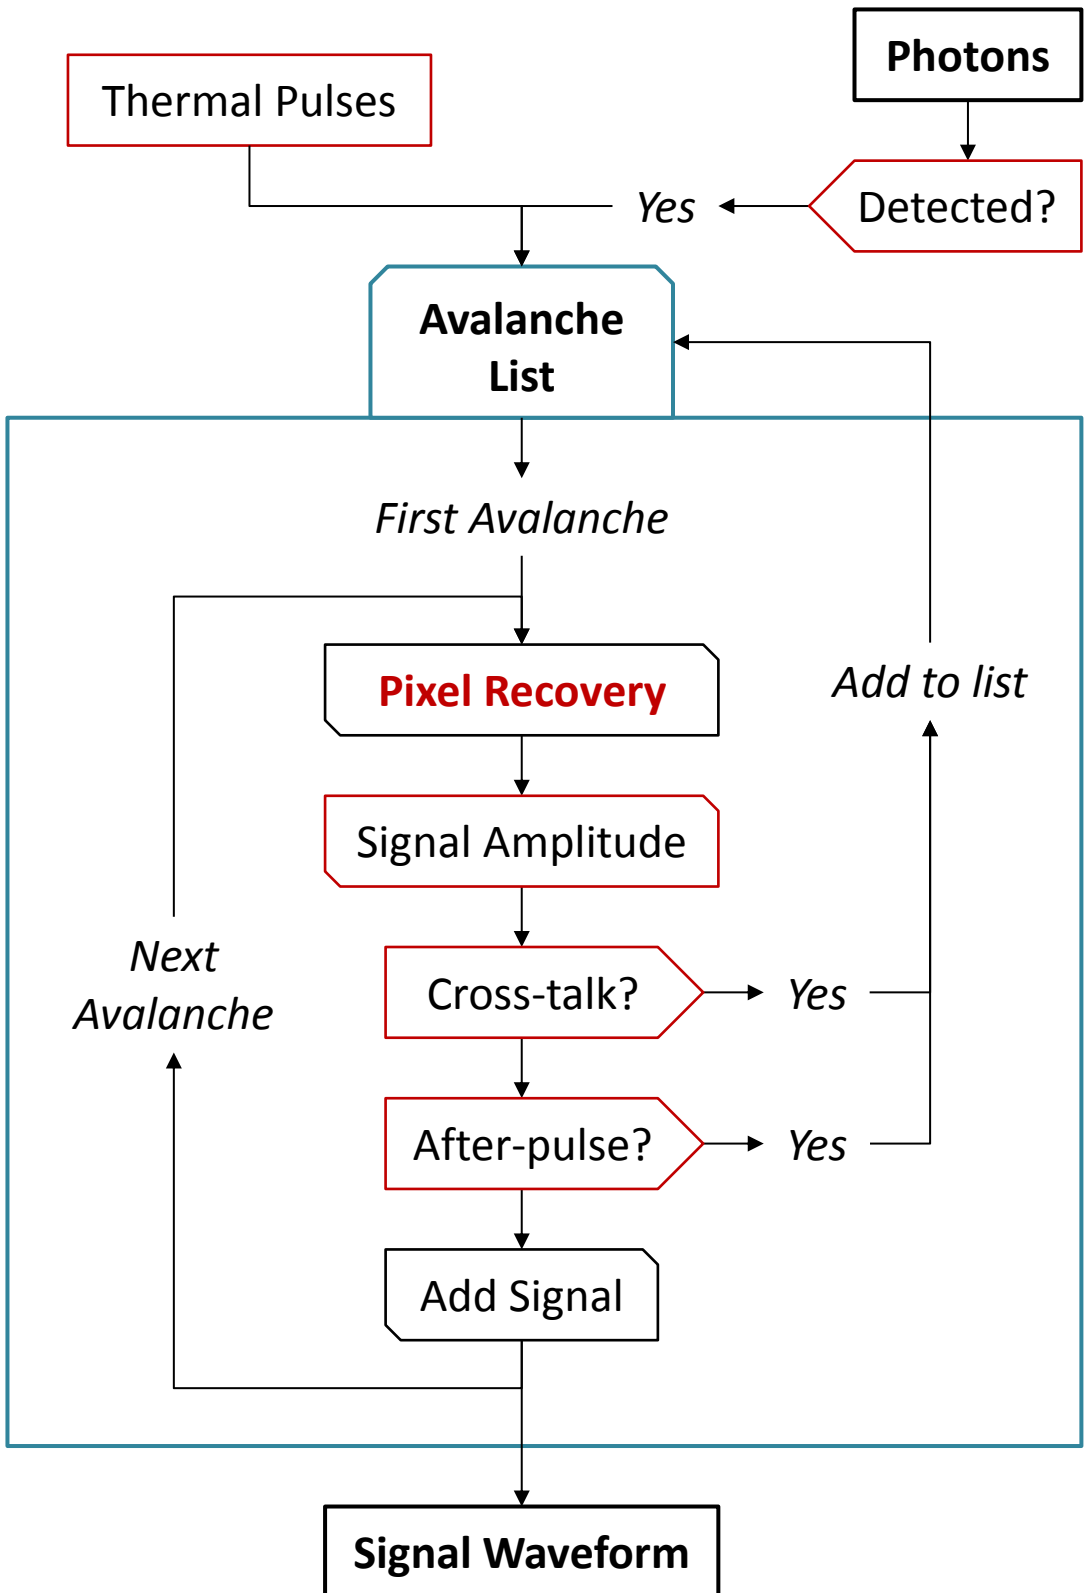 Photons
Thermal Pulses
Yes
Detected?
Avalanche
List
First Avalanche
Pixel Recovery
Add to list
Signal Amplitude
Next
Avalanche
Cross-talk?
Yes
After-pulse?
Yes
Add Signal
Signal Waveform